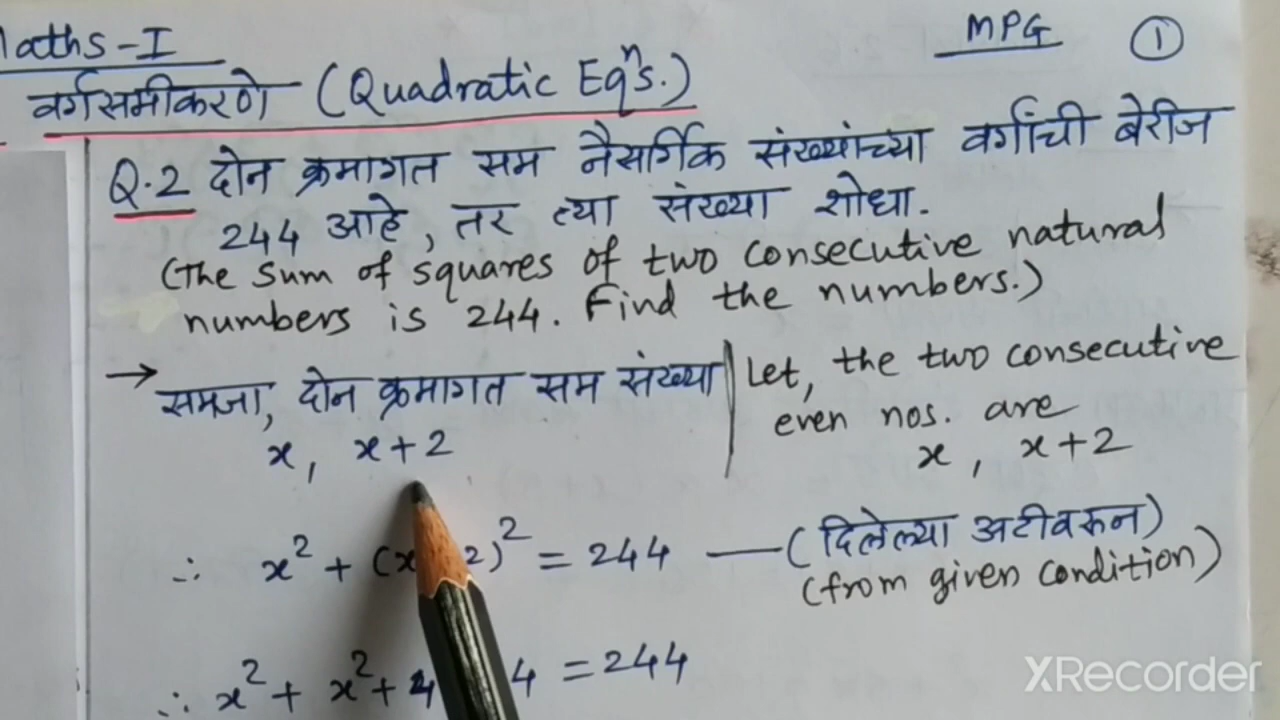 Maths-I
MPG ①
वर्गसमीकरणे (Quadratic Eqⁿs.)
Q.2 दोन क्रमागत सम नैसर्गिक संख्यांच्या वर्गांची बेरीज
244 आहे, तर त्या संख्या शोधा.
(The sum of squares of two consecutive natural
numbers is 244. Find the numbers.)
→ समजा, दोन क्रमागत सम संख्या
x, x+2
Let, the two consecutive
even nos. are
x, x+2
∴ x² + (x 2)² = 244 — (दिलेल्या अटीवरून)
(from given condition)
∴ x² + x² + 4 4 = 244
XRecorder